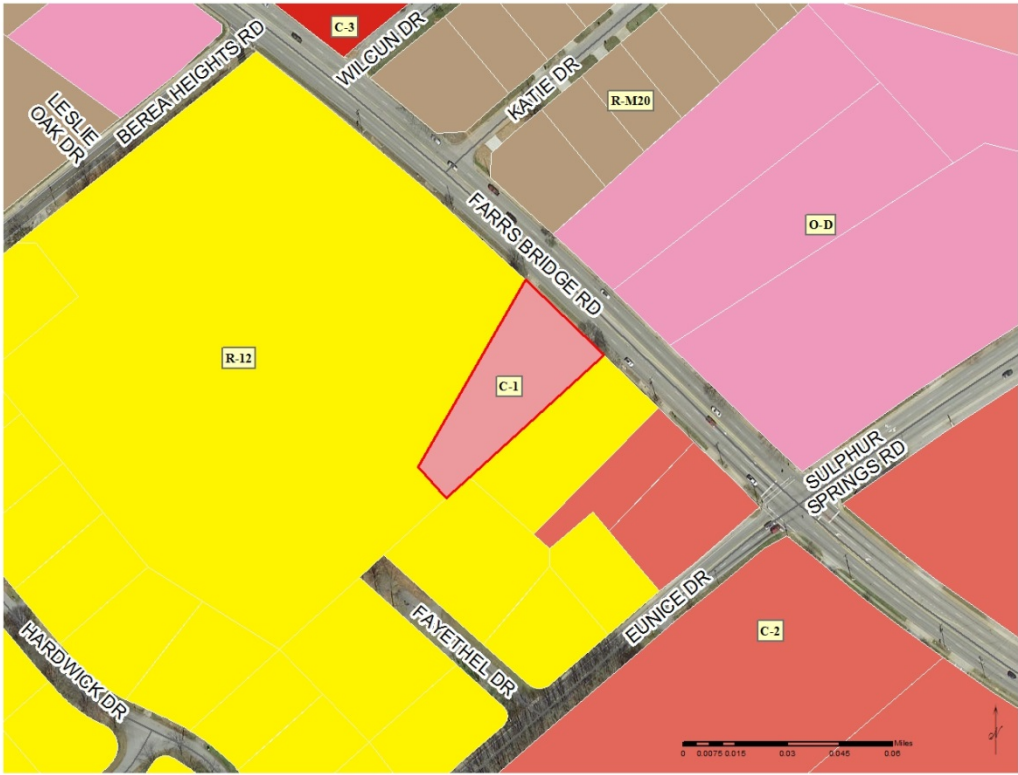 C-3
WILCUN DR
BEREA HEIGHTS RD
LESLIE
OAK DR
KATIE DR
R-M20
FARRS BRIDGE RD
O-D
R-12
C-1
SULPHUR
SPRINGS RD
EUNICE DR
FAYETHEL DR
C-2
HARDWICK DR
Miles
0 0.0075 0.015 0.03 0.045 0.06